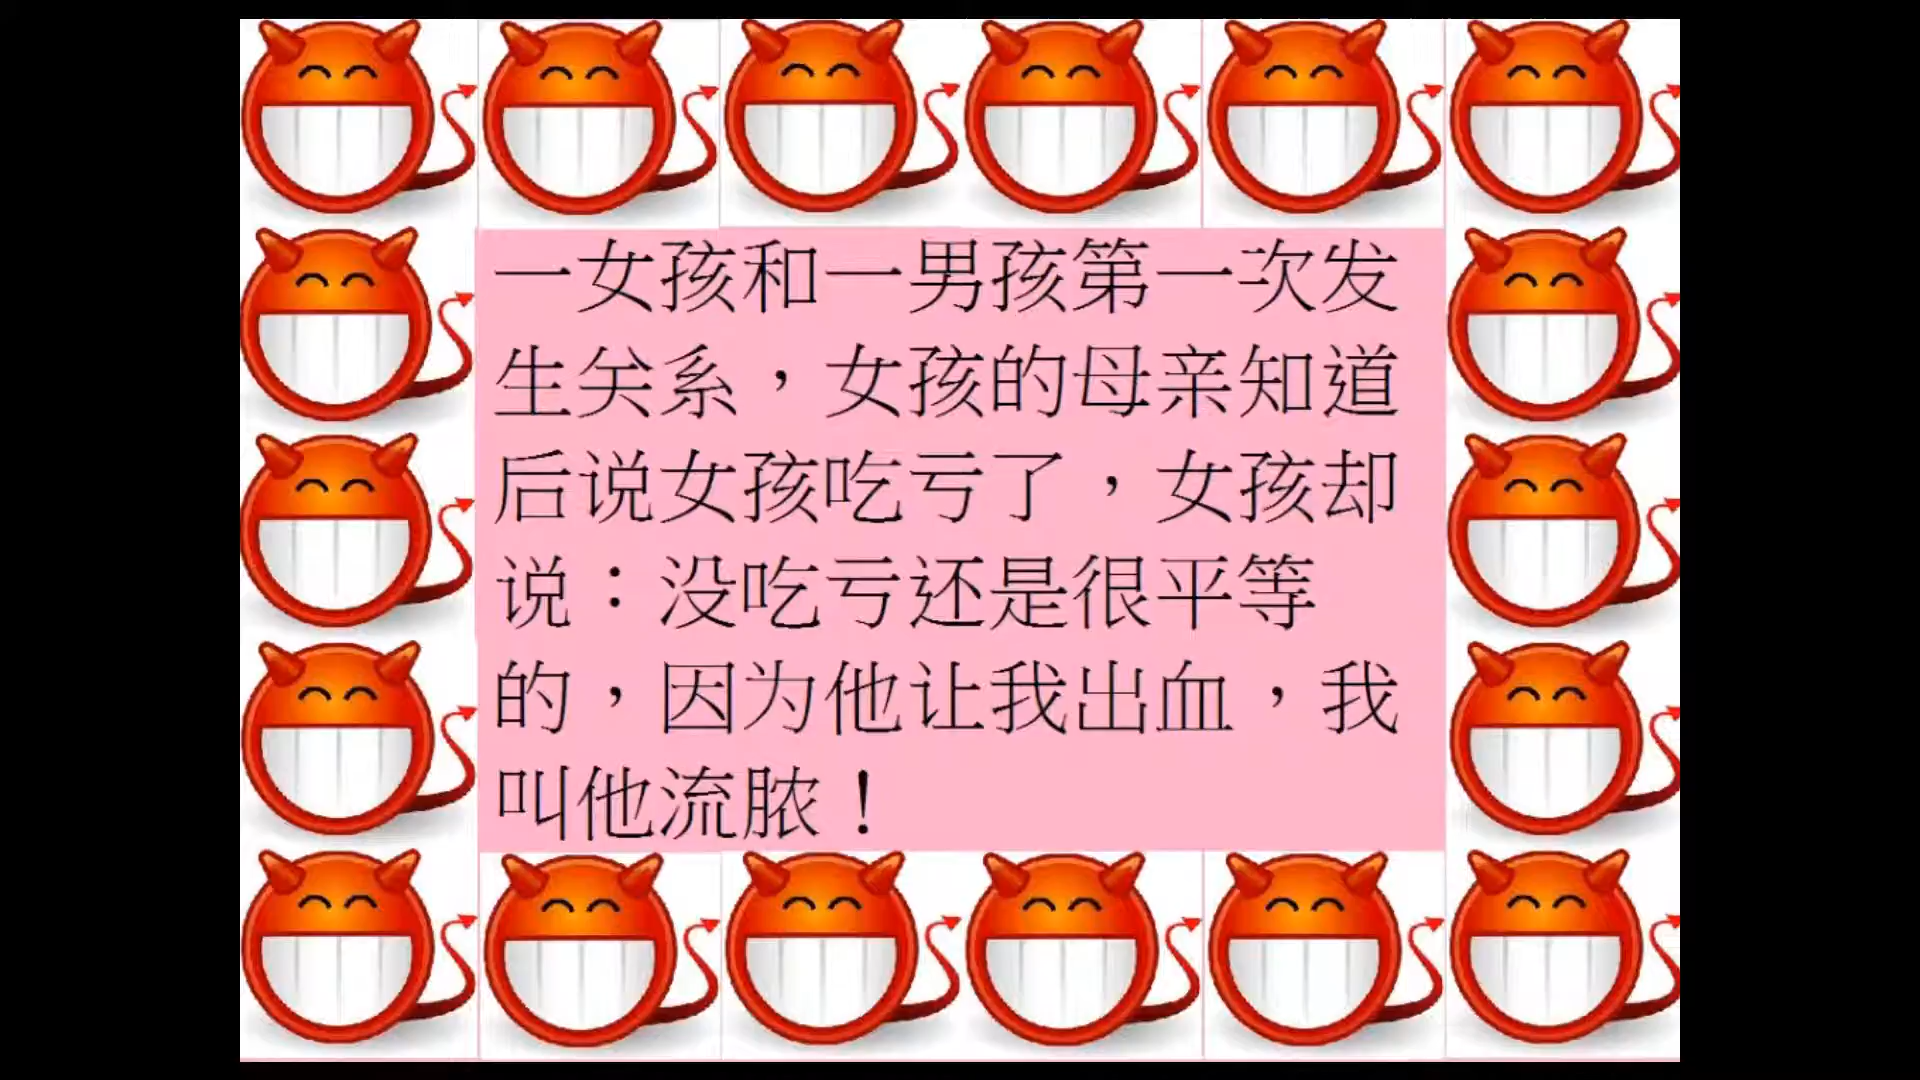 一女孩和一男孩第一次发
生关系，女孩的母亲知道
后说女孩吃亏了，女孩却
说：没吃亏还是很平等
的，因为他让我出血，我
叫他流脓！